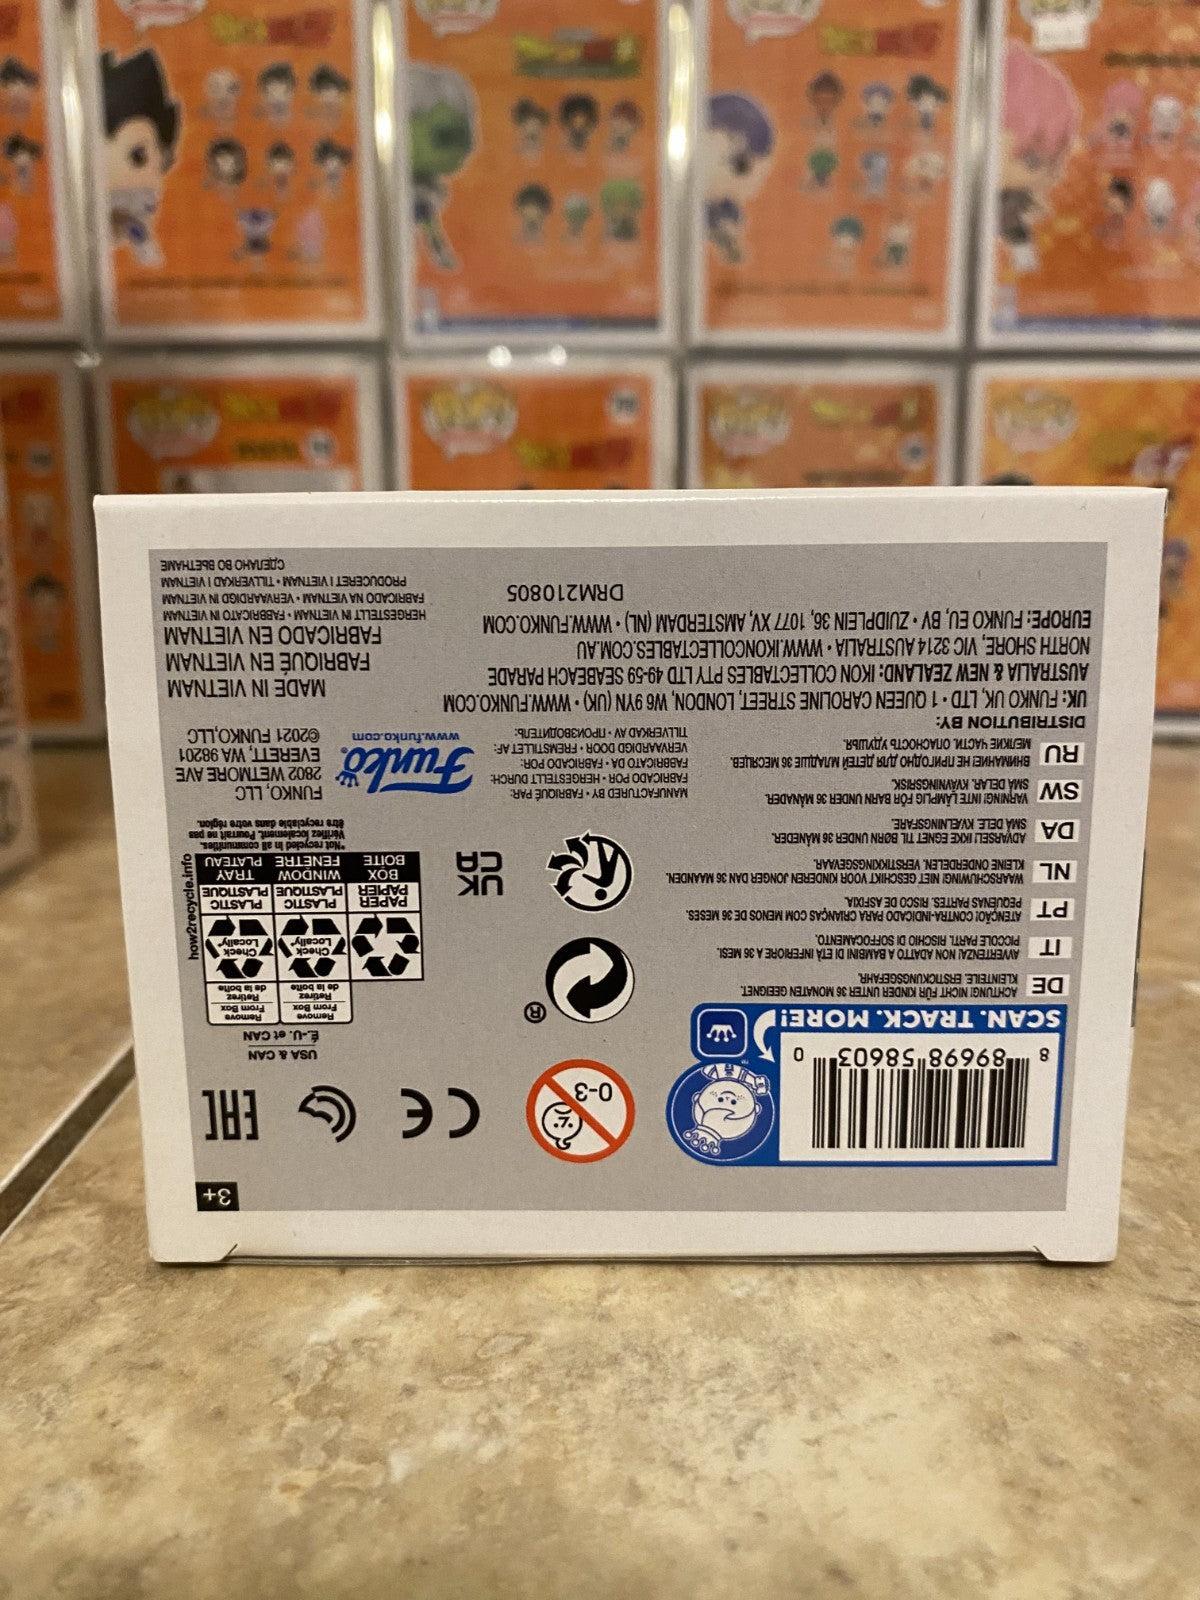 3+
8 89698 58603 0
SCAN. TRACK. MORE!
0-3
CE
EAC
USA & CAN
É.-U. et CAN
Remove From Box
Retirez de la boîte
Remove From Box
Retirez de la boîte
Check Locally*
Check Locally*
PAPER
PAPIER
PLASTIC
PLASTIQUE
PLASTIC
PLASTIQUE
BOX
BOÎTE
WINDOW
FENÊTRE
TRAY
PLATEAU
how2recycle.info
*Not recycled in all communities.
Vérifiez localement. Pourrait ne pas
être recyclable dans votre région.
®
UK
CA
DE
ACHTUNG! NICHT FÜR KINDER UNTER 36 MONATEN GEEIGNET.
KLEINTEILE. ERSTICKUNGSGEFAHR.
IT
AVVERTENZA! NON ADATTO A BAMBINI DI ETÀ INFERIORE A 36 MESI.
PICCOLE PARTI. RISCHIO DI SOFFOCAMENTO.
PT
ATENÇÃO! CONTRA-INDICADO PARA CRIANÇAS COM MENOS DE 36 MESES.
PEQUENAS PARTES. RISCO DE ASFIXIA.
NL
WAARSCHUWING! NIET GESCHIKT VOOR KINDEREN JONGER DAN 36 MAANDEN.
KLEINE ONDERDELEN. VERSTIKKINGSGEVAAR.
DA
ADVARSEL! EGNER IKKE TIL BØRN UNDER 36 MÅNEDER.
SMÅ DELE. KVÆLNINGSFARE.
SW
VARNING! INTE LÄMPLIG FÖR BARN UNDER 36 MÅNADER.
SMÅ DELAR. KVÄVNINGSRISK.
RU
ВНИМАНИЕ! НЕ ПРИГОДНО ДЛЯ ДЕТЕЙ МЛАДШЕ 36 МЕСЯЦЕВ.
МЕЛКИЕ ЧАСТИ. ОПАСНОСТЬ УДУШЬЯ.
MANUFACTURED BY • FABRIQUÉ PAR:
FABRICADO POR • HERGESTELLT DURCH:
FABBRICATO DA • FABRICADO POR:
VERVAARDIGD DOOR • FREMSTILLET AF:
TILLVERKAD AV • ПРОИЗВОДИТЕЛЬ:
Funko®
www.funko.com
FUNKO, LLC
2802 WETMORE AVE
EVERETT, WA 98201
©2021 FUNKO,LLC
DISTRIBUTION BY:
UK: FUNKO UK, LTD • 1 QUEEN CAROLINE STREET, LONDON, W6 9YN (UK) • WWW.FUNKO.COM
AUSTRALIA & NEW ZEALAND: IKON COLLECTABLES PTY LTD 49-59 SEABEACH PARADE
NORTH SHORE, VIC 3214 AUSTRALIA • WWW.IKONCOLLECTABLES.COM.AU
EUROPE: FUNKO EU, BV • ZUIDPLEIN 36, 1077 XV, AMSTERDAM (NL) • WWW.FUNKO.COM
DRM210805
MADE IN VIETNAM
FABRIQUÉ EN VIETNAM
FABRICADO EN VIETNAM
HERGESTELLT IN VIETNAM • FABBRICATO IN VIETNAM
FABRICADO NA VIETNAM • VERVAARDIGD IN VIETNAM
PRODUCERET I VIETNAM • TILLVERKAD I VIETNAM
СДЕЛАНО ВО ВЬЕТНАМЕ